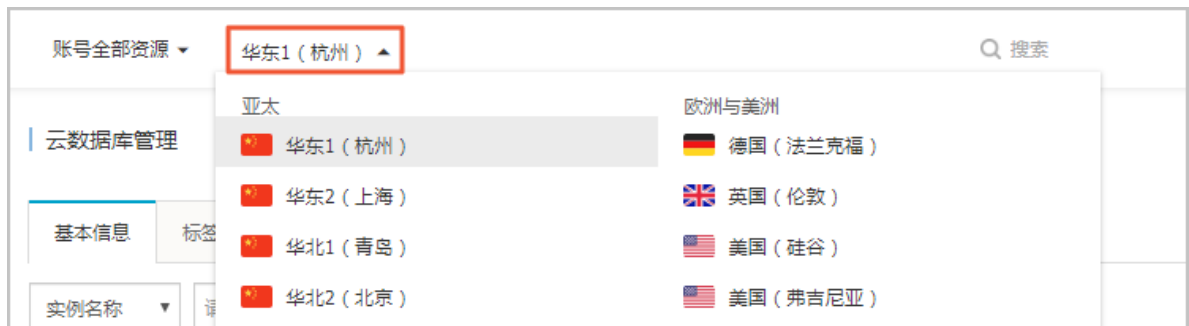 账号全部资源
华东1（杭州）
搜索
亚太
欧洲与美洲
云数据库管理
华东1（杭州）
德国（法兰克福）
华东2（上海）
英国（伦敦）
基本信息
标签
华北1（青岛）
美国（硅谷）
实例名称
请
华北2（北京）
美国（弗吉尼亚）